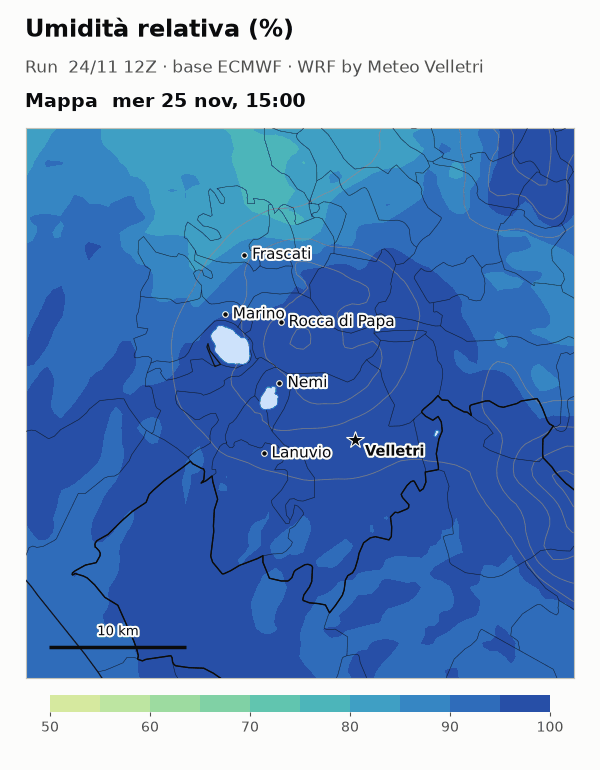 Umidità relativa (%)
Run  24/11 12Z · base ECMWF · WRF by Meteo Velletri
Mappa  mer 25 nov, 15:00
Frascati
Marino
Rocca di Papa
Nemi
Velletri
Lanuvio
10 km
50 60 70 80 90 100